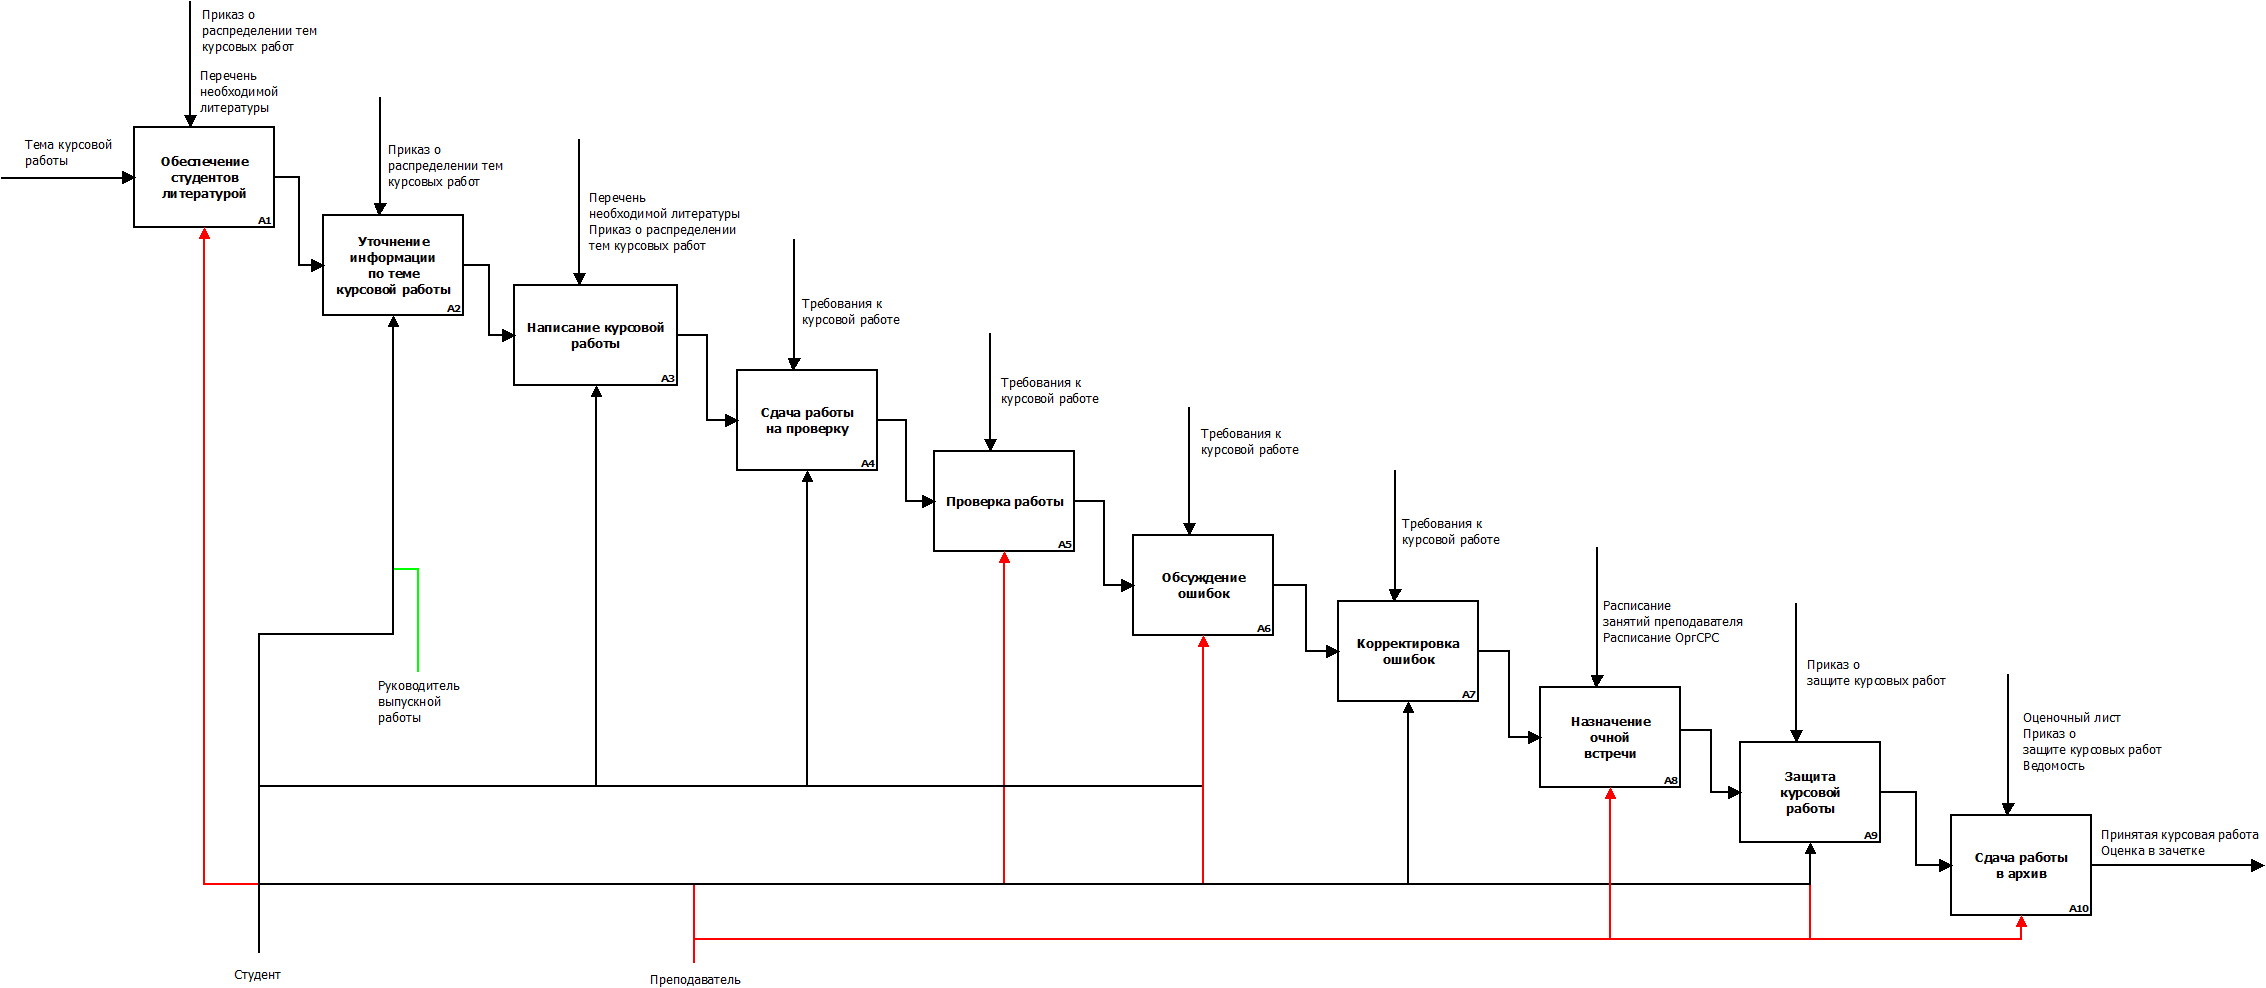 Приказ о
распределении тем
курсовых работ
Перечень
необходимой
литературы
Тема курсовой
работы
Обеспечение
студентов
литературой
A1
Приказ о
распределении тем
курсовых работ
Уточнение
информации
по теме
курсовой работы
A2
Перечень
необходимой литературы
Приказ о распределении
тем курсовых работ
Написание курсовой
работы
A3
Требования к
курсовой работе
Сдача работы
на проверку
A4
Требования к
курсовой работе
Проверка работы
A5
Требования к
курсовой работе
Обсуждение
ошибок
A6
Требования к
курсовой работе
Корректировка
ошибок
A7
Расписание
занятий преподавателя
Расписание ОргСРС
Назначение
очной
встречи
A8
Приказ о
защите курсовых работ
Защита
курсовой
работы
A9
Оценочный лист
Приказ о
защите курсовых работ
Ведомость
Сдача работы
в архив
A10
Принятая курсовая работа
Оценка в зачетке
Руководитель
выпускной
работы
Студент
Преподаватель